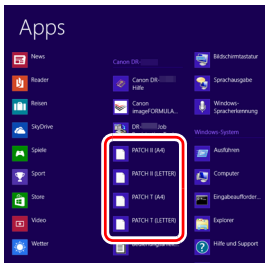 Apps
News
Reader
Reisen
SkyDrive
Spiele
Sport
Store
Video
Wetter
Canon DR-
Canon DR-
Hilfe
Canon
imageFORMULA...
DR- Job
PATCH II (A4)
PATCH II (LETTER)
PATCH T (A4)
PATCH T (LETTER)
Bildschirmtastatur
Sprachausgabe
Windows-
Spracherkennung
Windows-System
Ausführen
Computer
Eingabeaufforder...
Explorer
Hilfe und Support